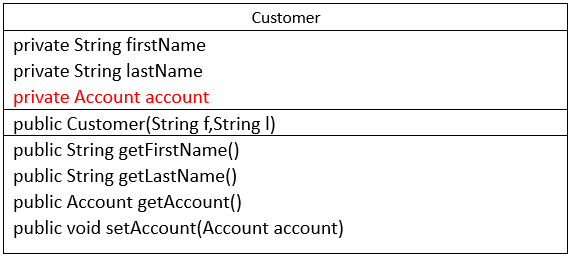 Customer
private String firstName
private String lastName
private Account account
public Customer(String f,String l)
public String getFirstName()
public String getLastName()
public Account getAccount()
public void setAccount(Account account)